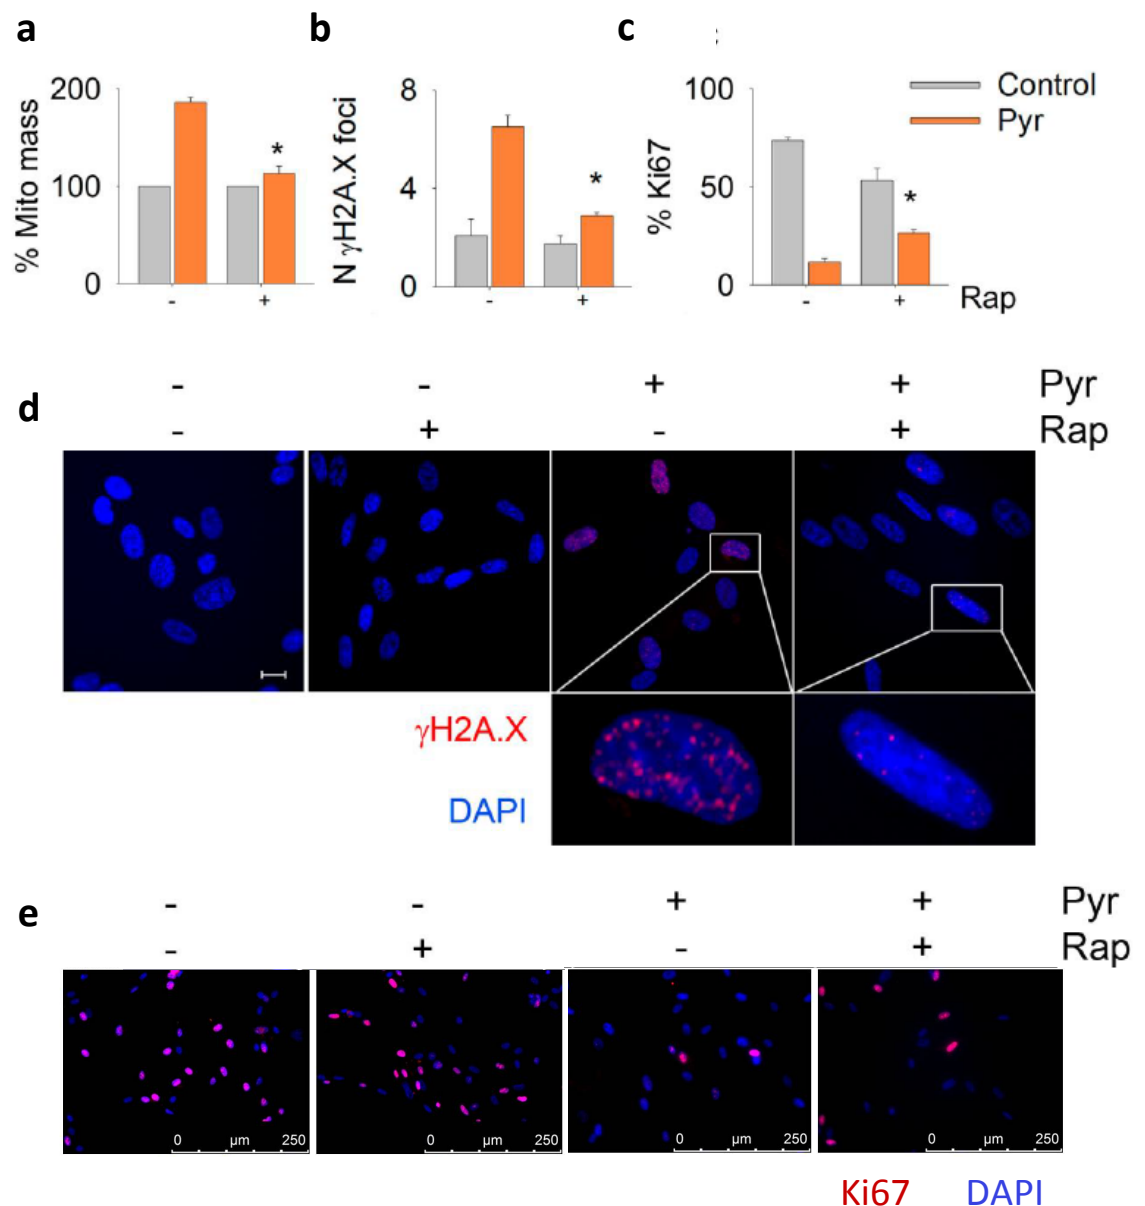 a
b
c
% Mito mass
200
100
0
- +
N γH2A.X foci
8
4
0
- +
% Ki67
100
50
0
- +
Rap
Control
Pyr
d
- - + + Pyr
- + - + Rap
γH2A.X
DAPI
e
- - + + Pyr
- + - + Rap
0 µm 250
0 µm 250
0 µm 250
0 µm 250
Ki67 DAPI